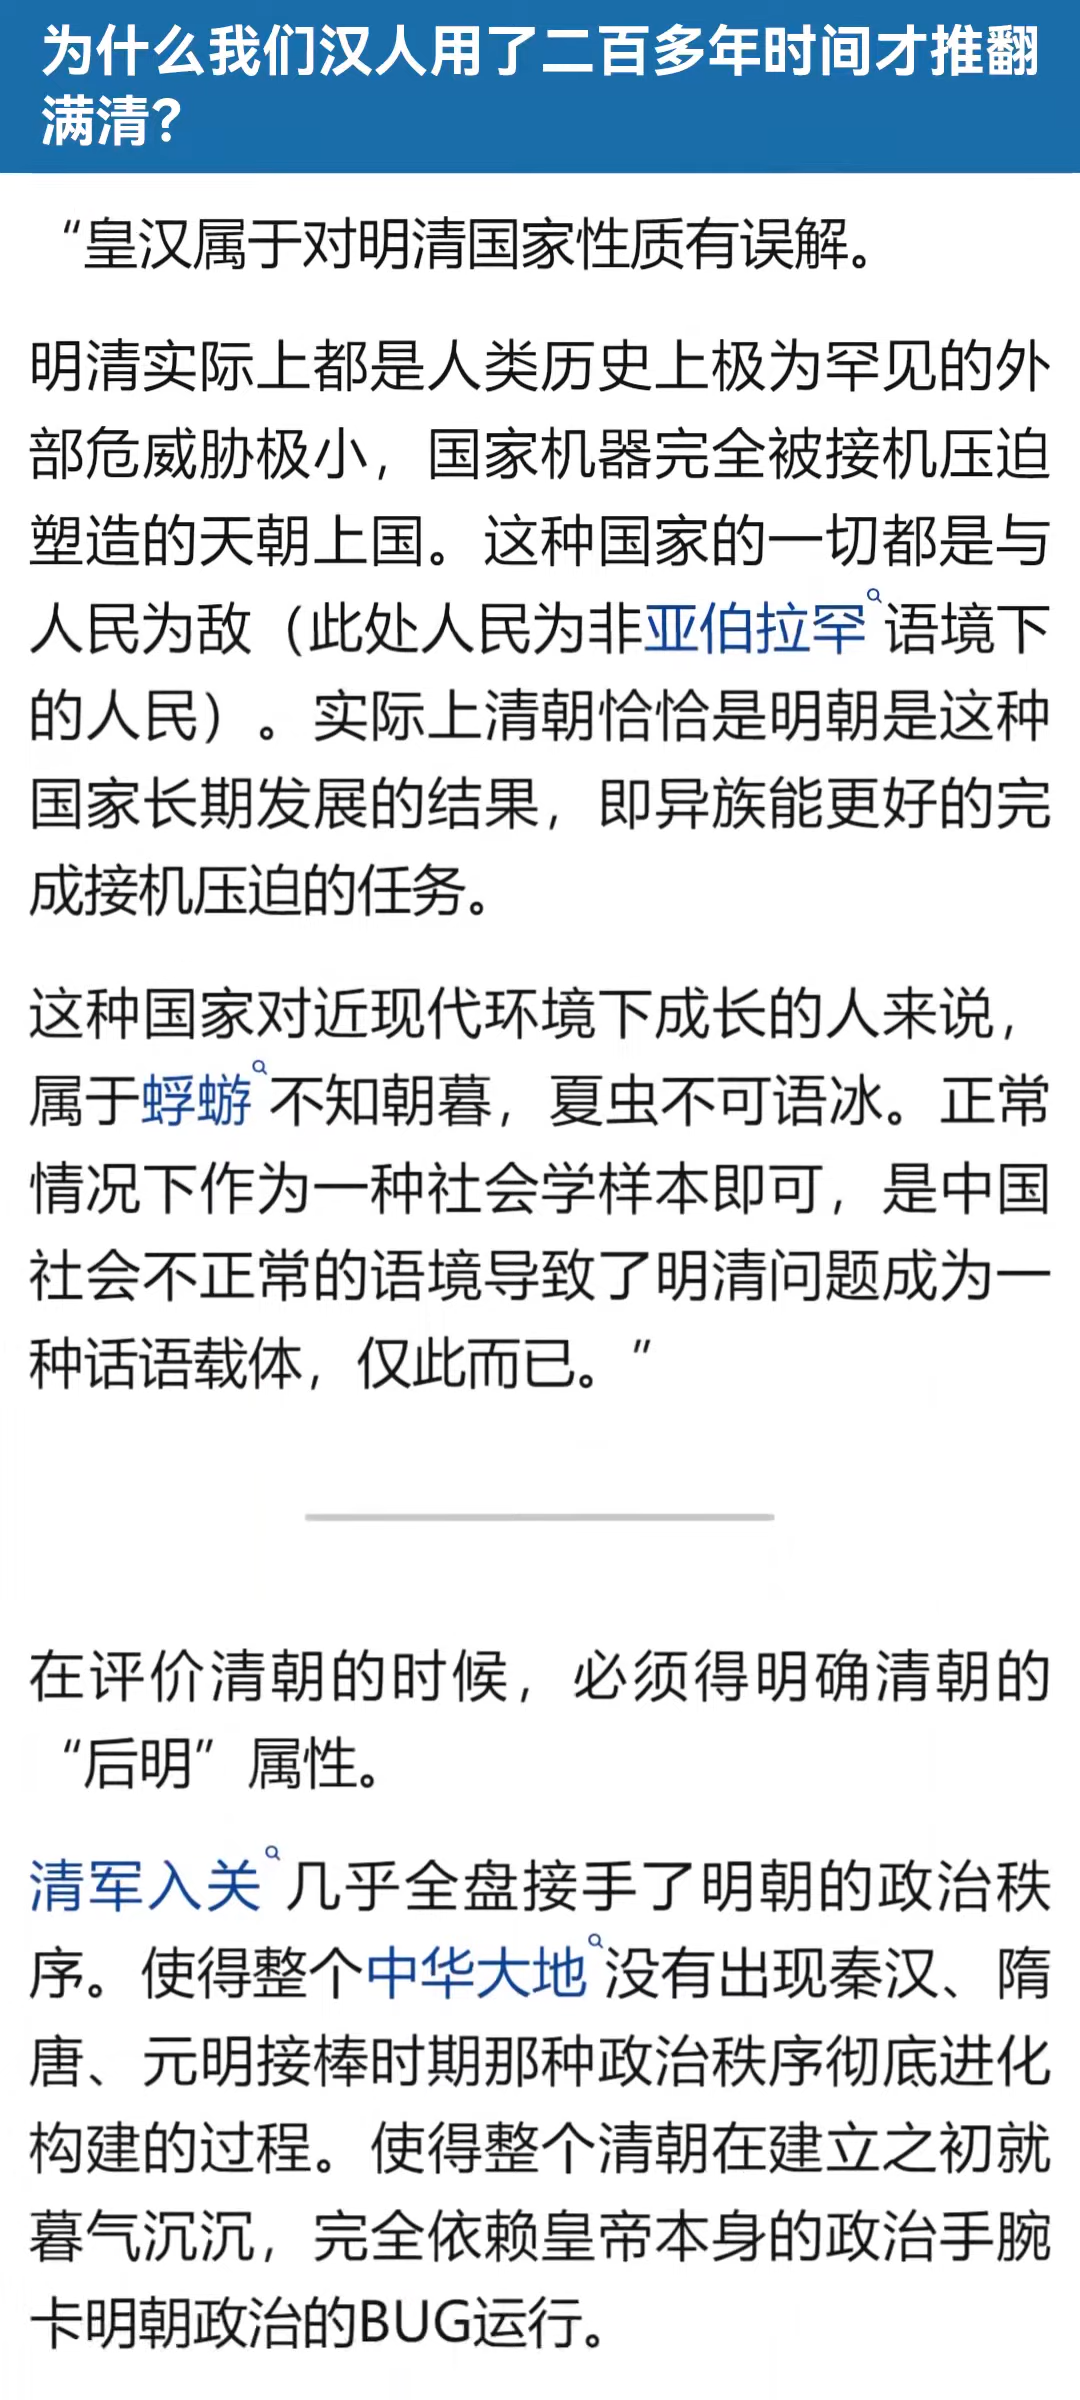 为什么我们汉人用了二百多年时间才推翻
满清？
“皇汉属于对明清国家性质有误解。
明清实际上都是人类历史上极为罕见的外
部危威胁极小，国家机器完全被接机压迫
塑造的天朝上国。这种国家的一切都是与
人民为敌（此处人民为非亚伯拉罕语境下
的人民）。实际上清朝恰恰是明朝是这种
国家长期发展的结果，即异族能更好的完
成接机压迫的任务。
这种国家对近现代环境下成长的人来说，
属于蜉蝣不知朝暮，夏虫不可语冰。正常
情况下作为一种社会学样本即可，是中国
社会不正常的语境导致了明清问题成为一
种话语载体，仅此而已。”
在评价清朝的时候，必须得明确清朝的
“后明”属性。
清军入关几乎全盘接手了明朝的政治秩
序。使得整个中华大地没有出现秦汉、隋
唐、元明接棒时期那种政治秩序彻底进化
构建的过程。使得整个清朝在建立之初就
暮气沉沉，完全依赖皇帝本身的政治手腕
卡明朝政治的BUG运行。